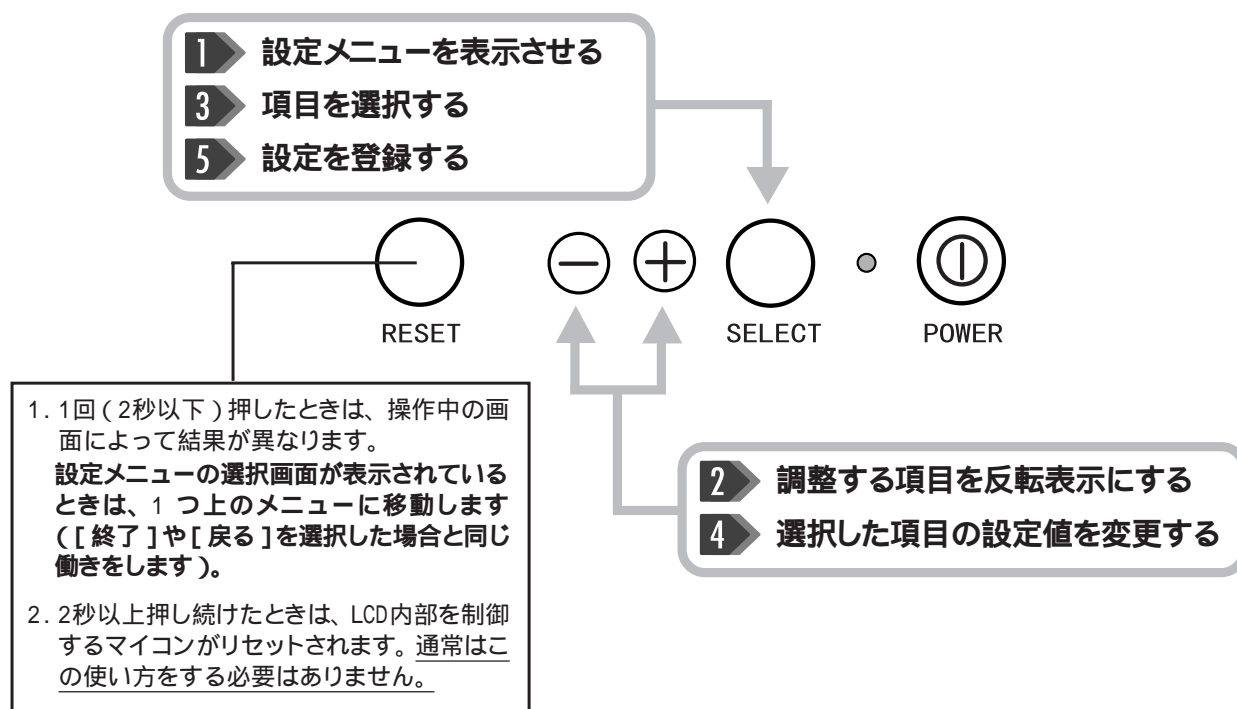 1 設定メニューを表示させる
3 項目を選択する
5 設定を登録する
RESET
SELECT
POWER
1. 1回(2秒以下)押したときは、操作中の画
面によって結果が異なります。
設定メニューの選択画面が表示されている
ときは、1 つ上のメニューに移動します
([終了]や[戻る]を選択した場合と同じ
働きをします)。
2. 2秒以上押し続けたときは、LCD内部を制御
するマイコンがリセットされます。通常はこ
の使い方をする必要はありません。
2 調整する項目を反転表示にする
4 選択した項目の設定値を変更する